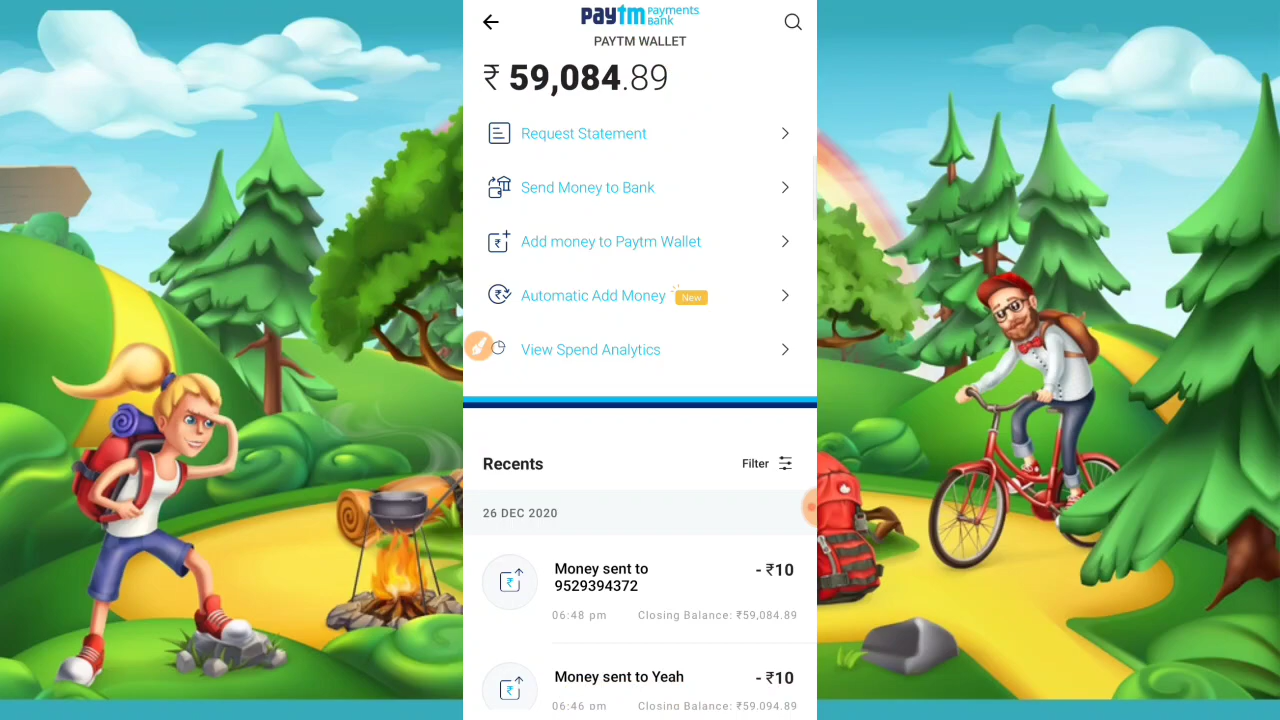 paytm Payments Bank
PAYTM WALLET
₹ 59,084.89
Request Statement
Send Money to Bank
Add money to Paytm Wallet
Automatic Add Money New
View Spend Analytics
Recents
Filter
26 DEC 2020
Money sent to - ₹10
9529394372
06:48 pm Closing Balance: ₹59,084.89
Money sent to Yeah - ₹10
06:46 pm Closing Balance: ₹59,094.89